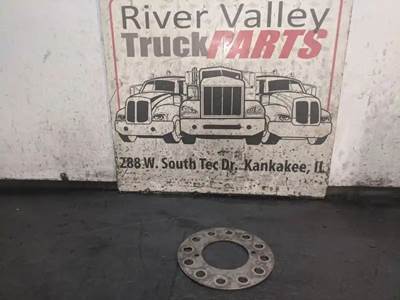 River Valley
TruckPARTS
288 W. South Tec Dr. Kankakee, IL